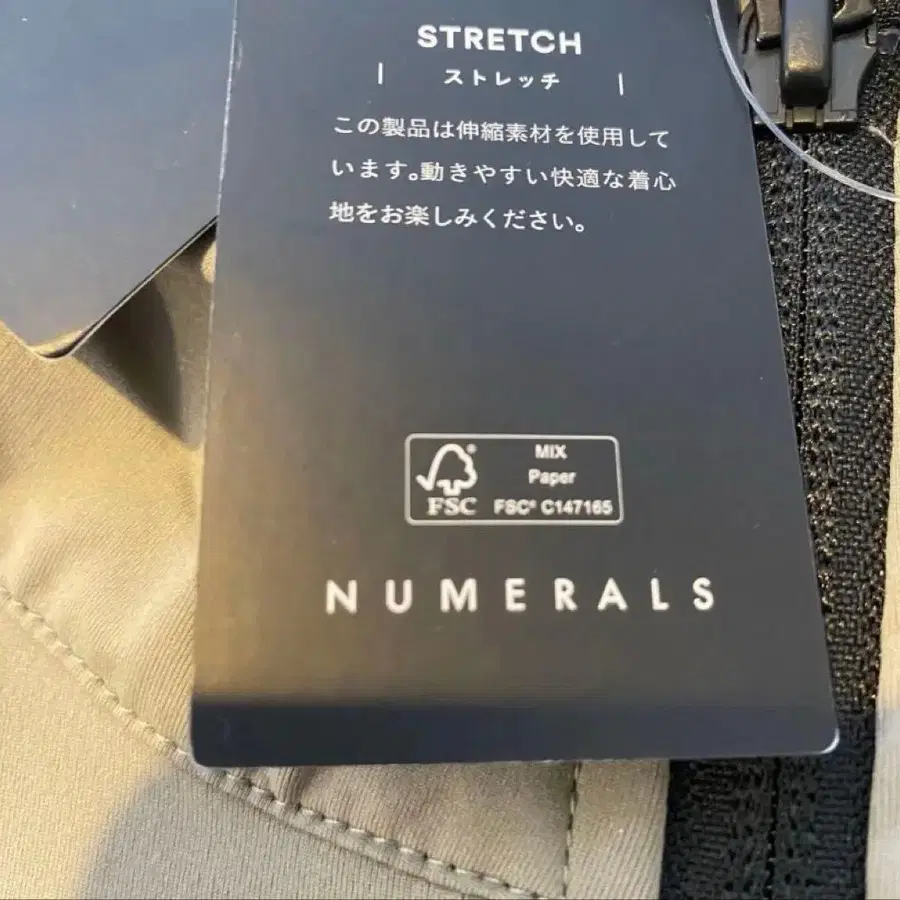 STRETCH
ストレッチ
この製品は伸縮素材を使用して
います。動きやすい快適な着心
地をお楽しみください。
MIX
Paper
FSC
FSC® C147165
NUMERALS